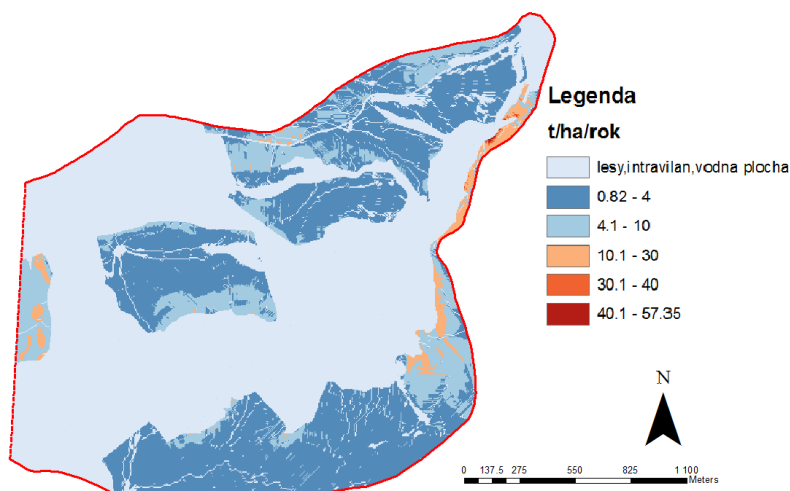 Legenda
t/ha/rok
lesy,intravilan,vodna plocha
0.82 - 4
4.1 - 10
10.1 - 30
30.1 - 40
40.1 - 57.35
N
0 137.5 275 550 825 1 100
Meters